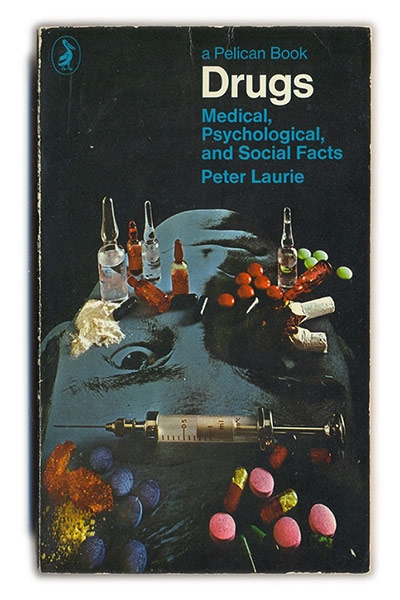 a Pelican Book
Drugs
Medical,
Psychological,
and Social Facts
Peter Laurie